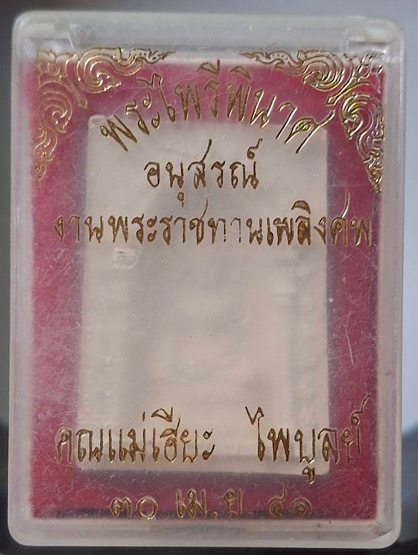 พระไพรีพินาศ
อนุสรณ์
งานพระราชทานเพลิงศพ
คุณแม่เฮียะ ไพบูลย์
๓๐ เม.ย. ๔๑